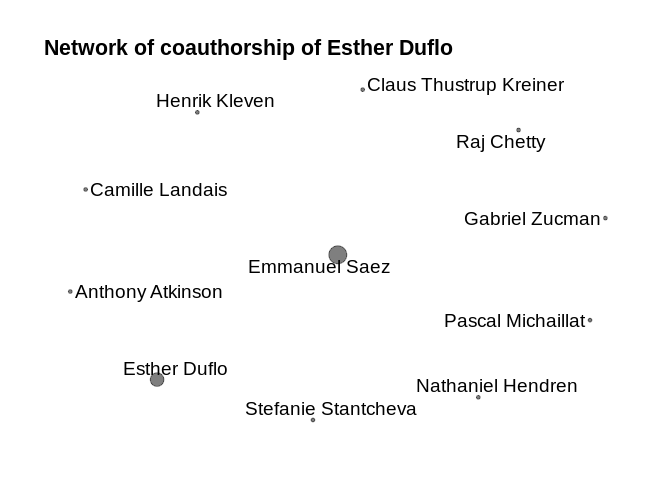 Network of coauthorship of Esther Duflo
Claus Thustrup Kreiner
Henrik Kleven
Raj Chetty
Camille Landais
Gabriel Zucman
Emmanuel Saez
Anthony Atkinson
Pascal Michaillat
Esther Duflo
Nathaniel Hendren
Stefanie Stantcheva